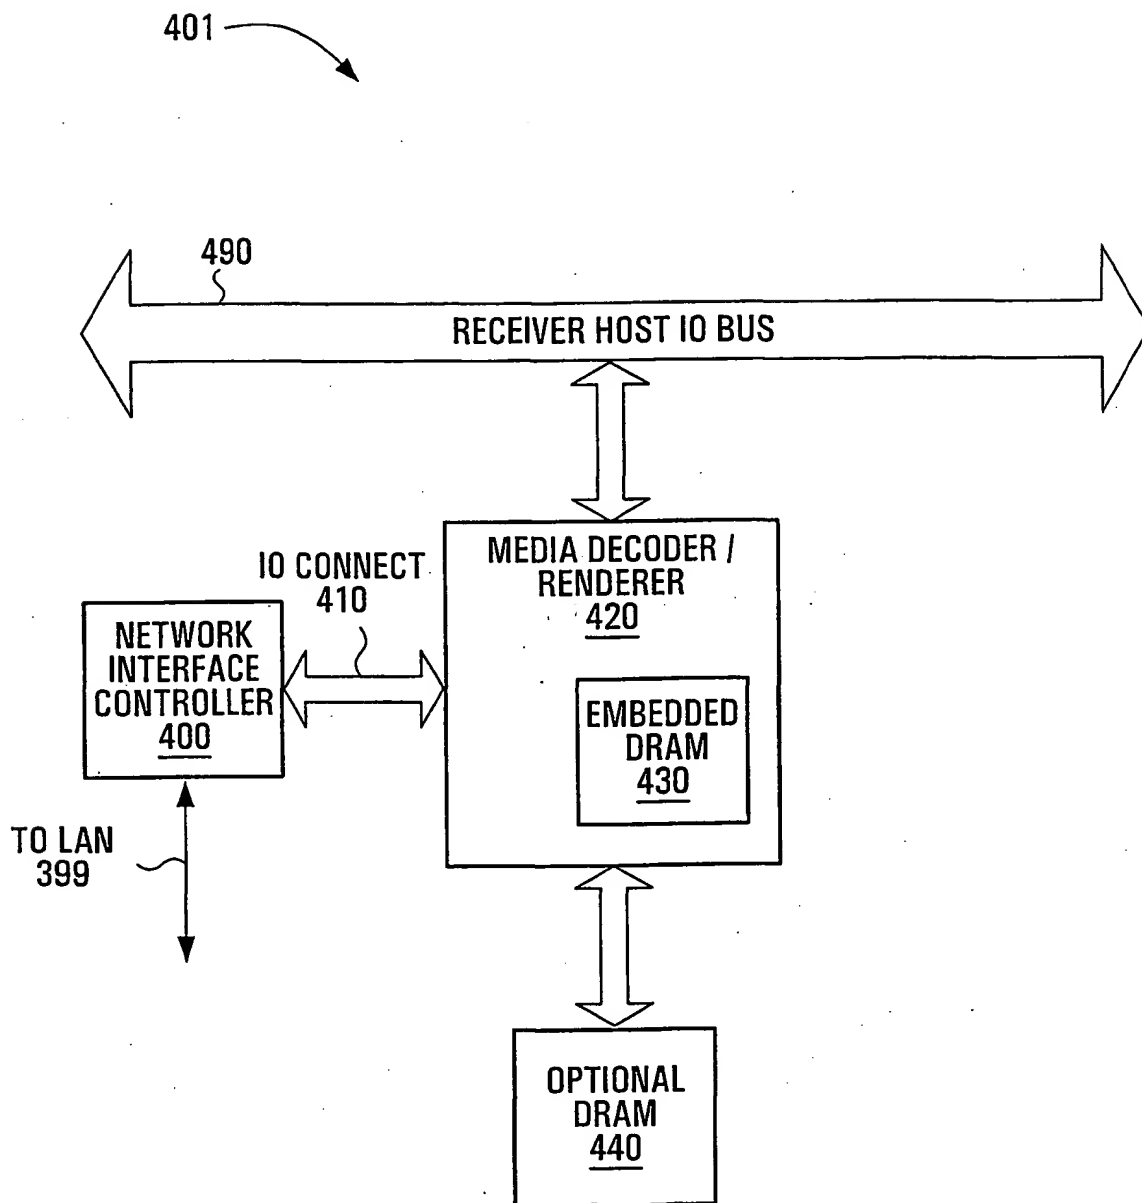 401
490
RECEIVER HOST IO BUS
IO CONNECT
410
MEDIA DECODER /
RENDERER
420
NETWORK
INTERFACE
CONTROLLER
400
EMBEDDED
DRAM
430
TO LAN
399
OPTIONAL
DRAM
440